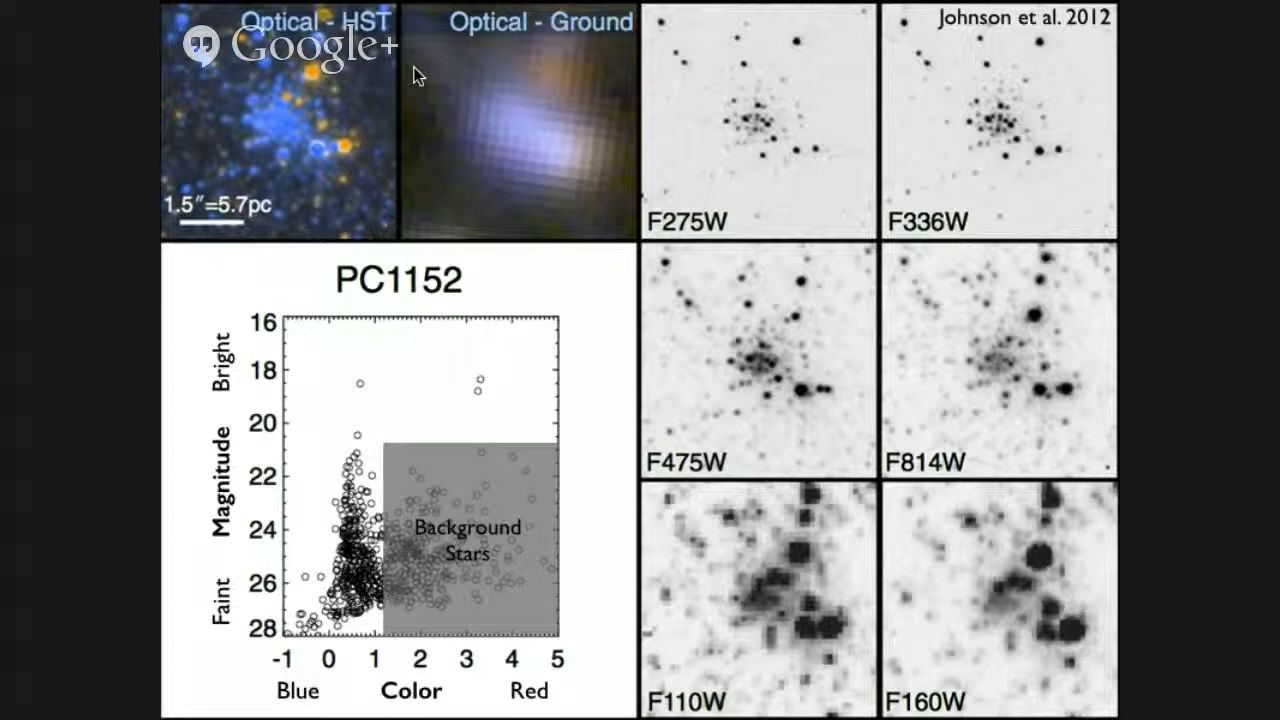 Optical - HST
Google+
Optical - Ground
Johnson et al. 2012
1.5″=5.7pc
F275W
F336W
PC1152
16
18
20
22
24
26
28
Bright
Magnitude
Faint
Background
Stars
-1 0 1 2 3 4 5
Blue Color Red
F475W
F814W
F110W
F160W